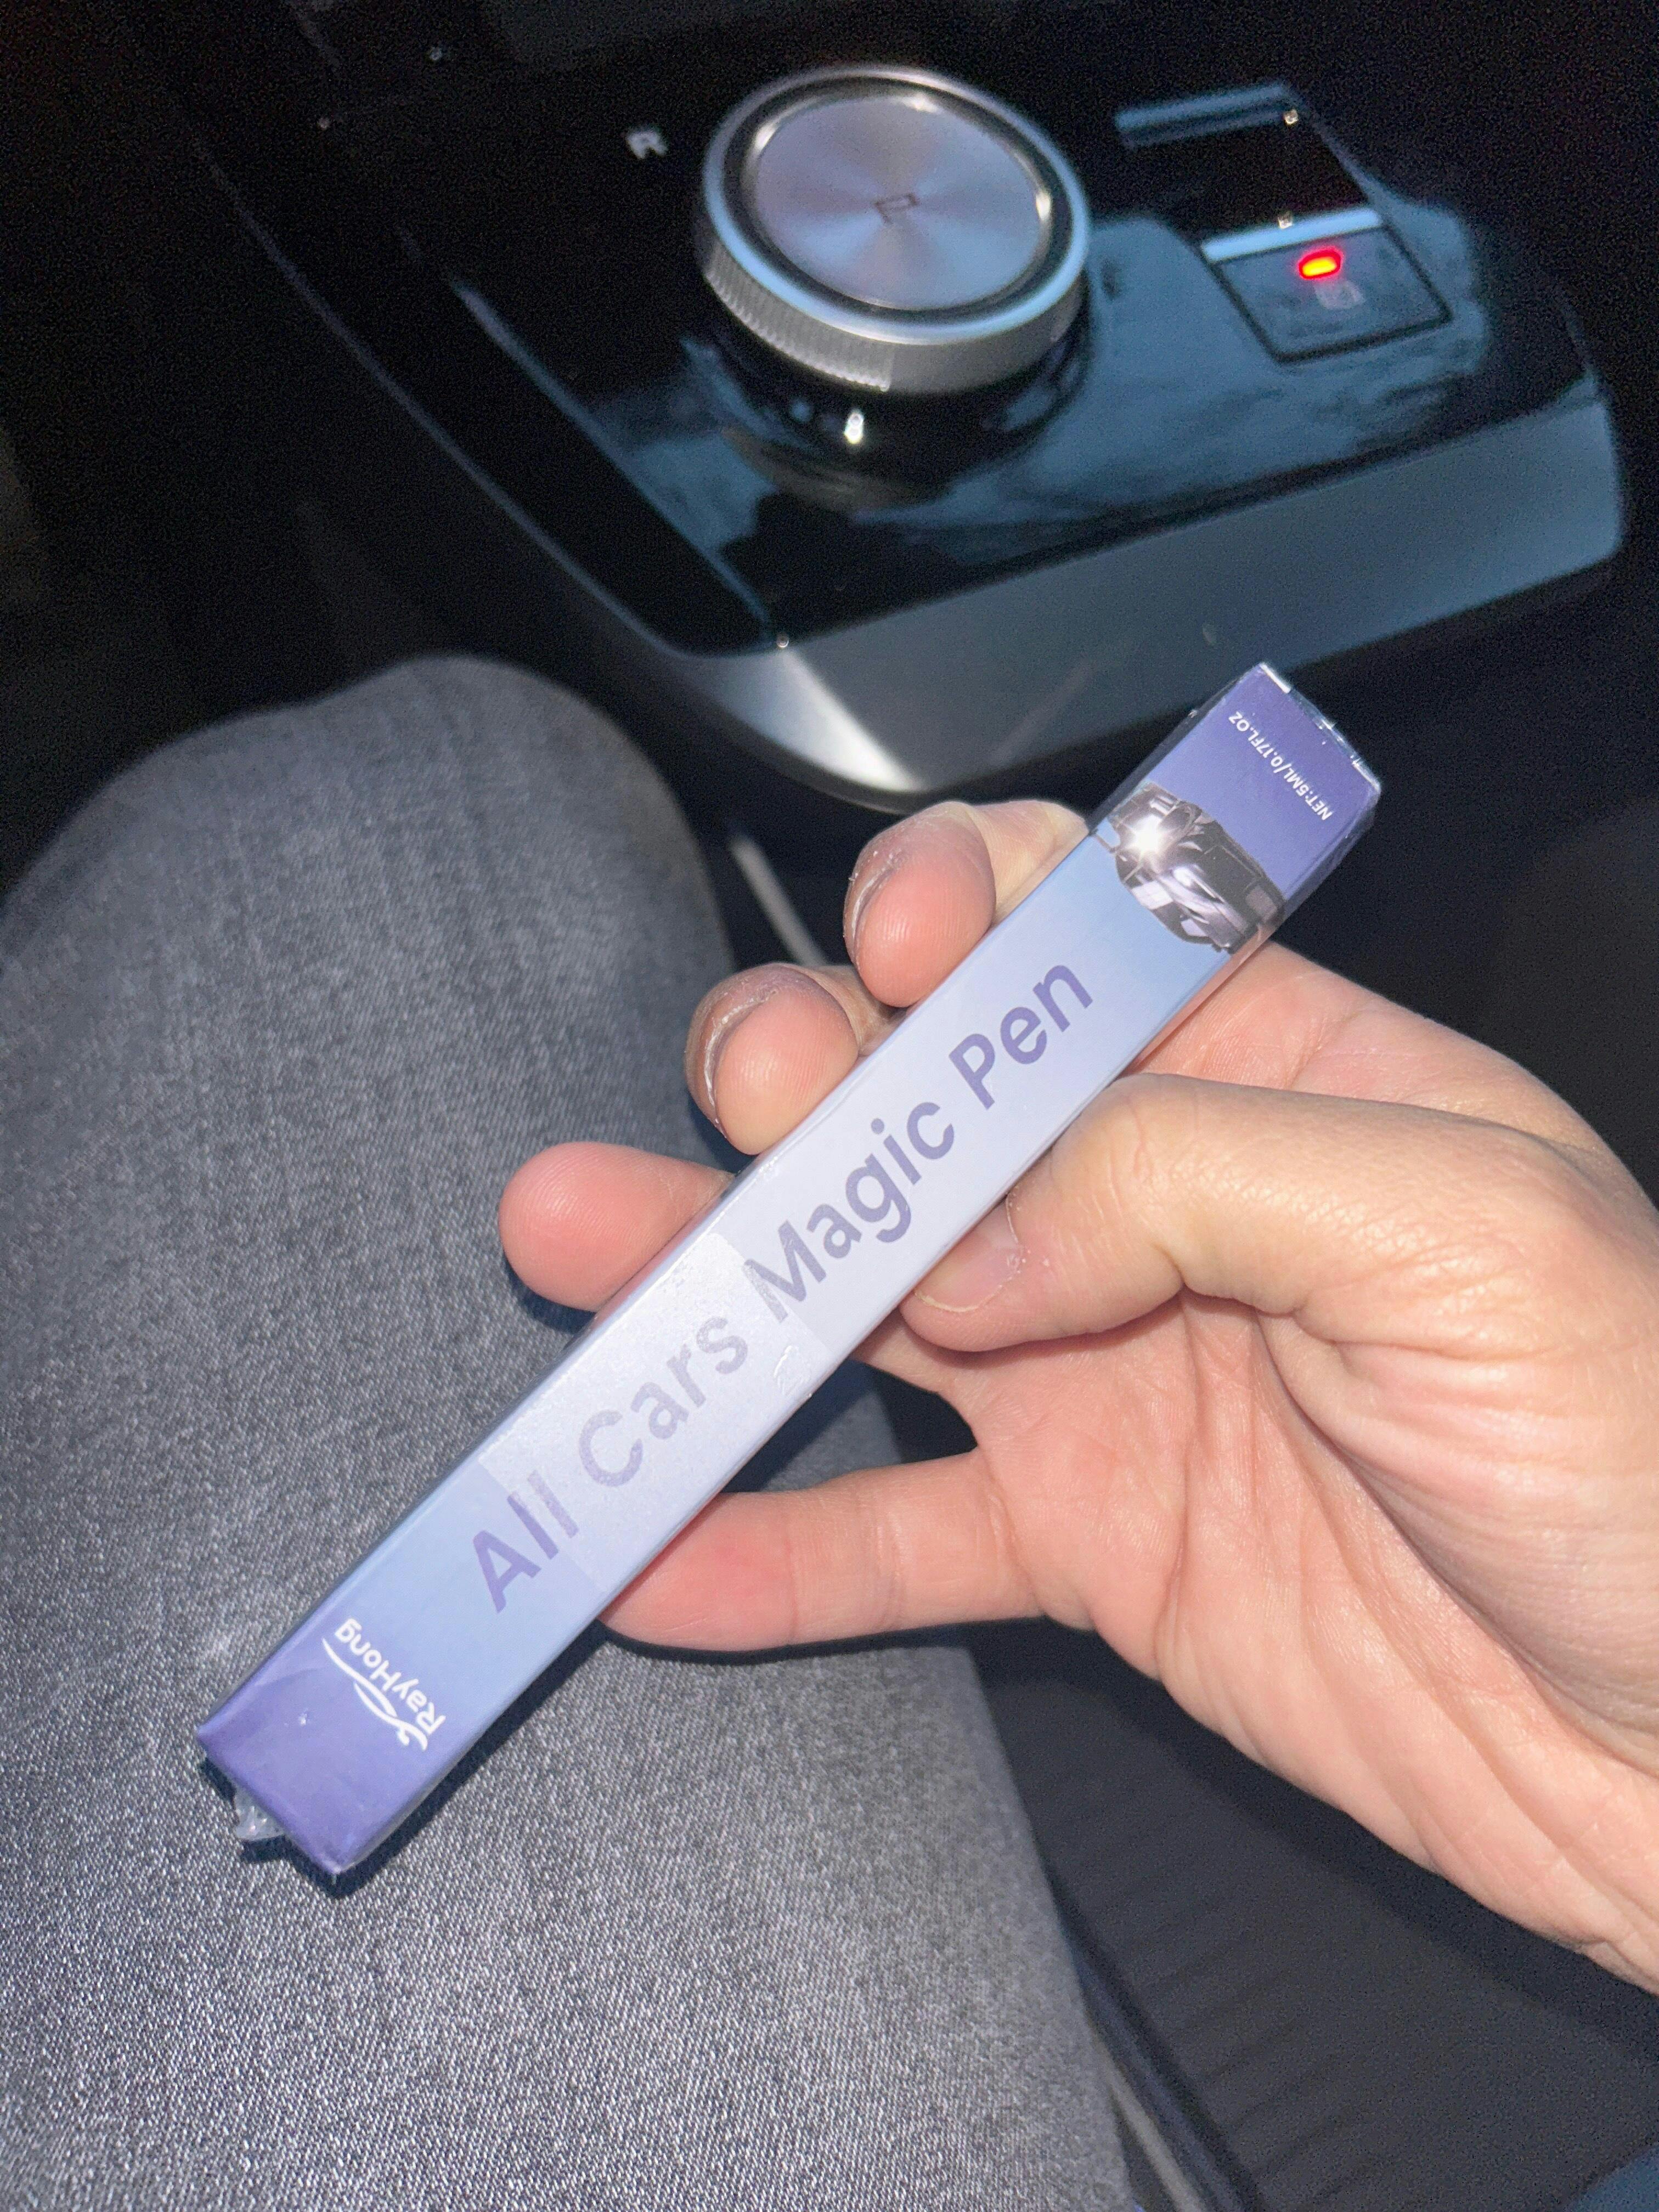 R
P
NET:5ML/0.17FL.OZ
All Cars Magic Pen
RayHong